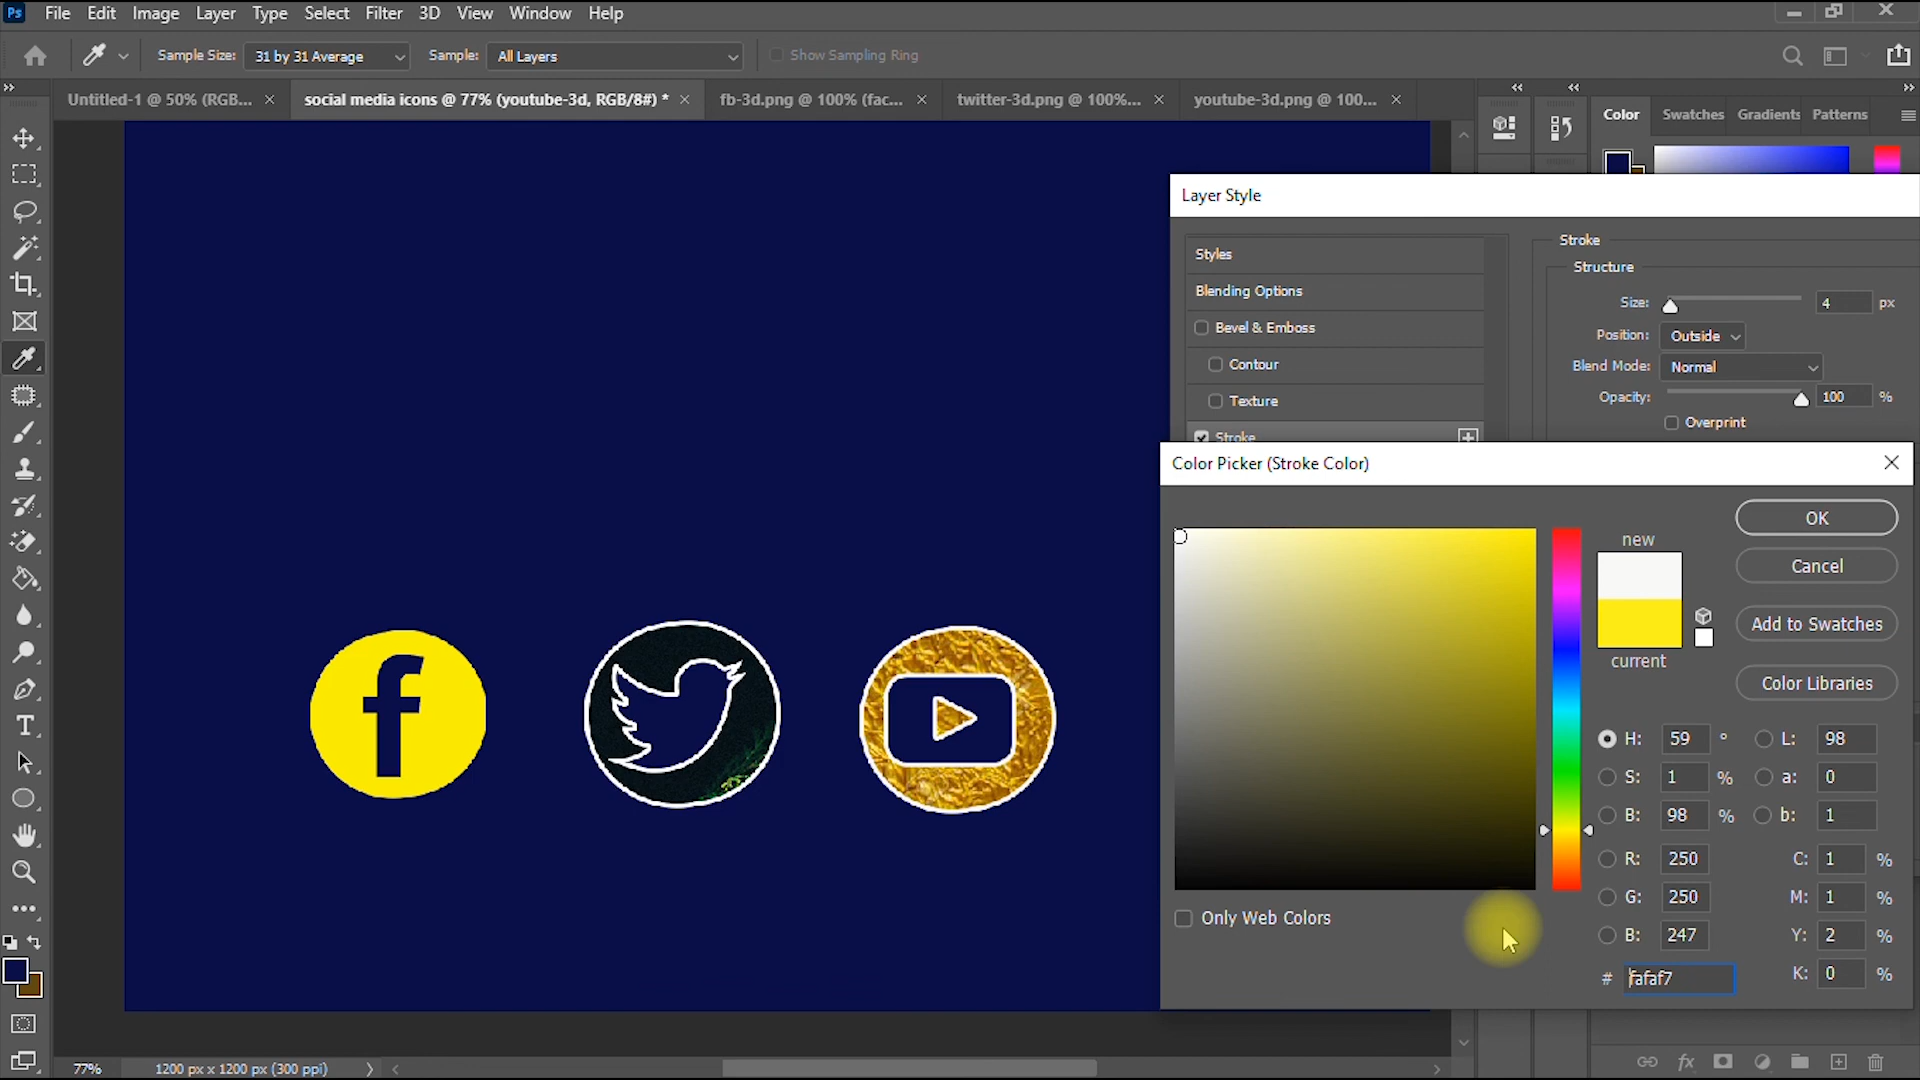 Ps File Edit Image Layer Type Select Filter 3D View Window Help
Sample Size: 31 by 31 Average Sample: All Layers Show Sampling Ring
Untitled-1 @ 50% (RGB... × social media icons @ 77% (youtube-3d, RGB/8#) * × fb-3d.png @ 100% (fac... × twitter-3d.png @ 100%... × youtube-3d.png @ 100... ×
Color Swatches Gradients Patterns
Layer Style
Styles
Blending Options
Bevel & Emboss
Contour
Texture
Stroke
Stroke
Structure
Size: 4 px
Position: Outside
Blend Mode: Normal
Opacity: 100 %
Overprint
Color Picker (Stroke Color)
new
current
OK
Cancel
Add to Swatches
Color Libraries
H: 59 ° L: 98
S: 1 % a: 0
B: 98 % b: 1
R: 250 C: 1 %
G: 250 M: 1 %
B: 247 Y: 2 %
# fafaf7 K: 0 %
Only Web Colors
f
T
77% 1200 px x 1200 px (300 ppi)
fx